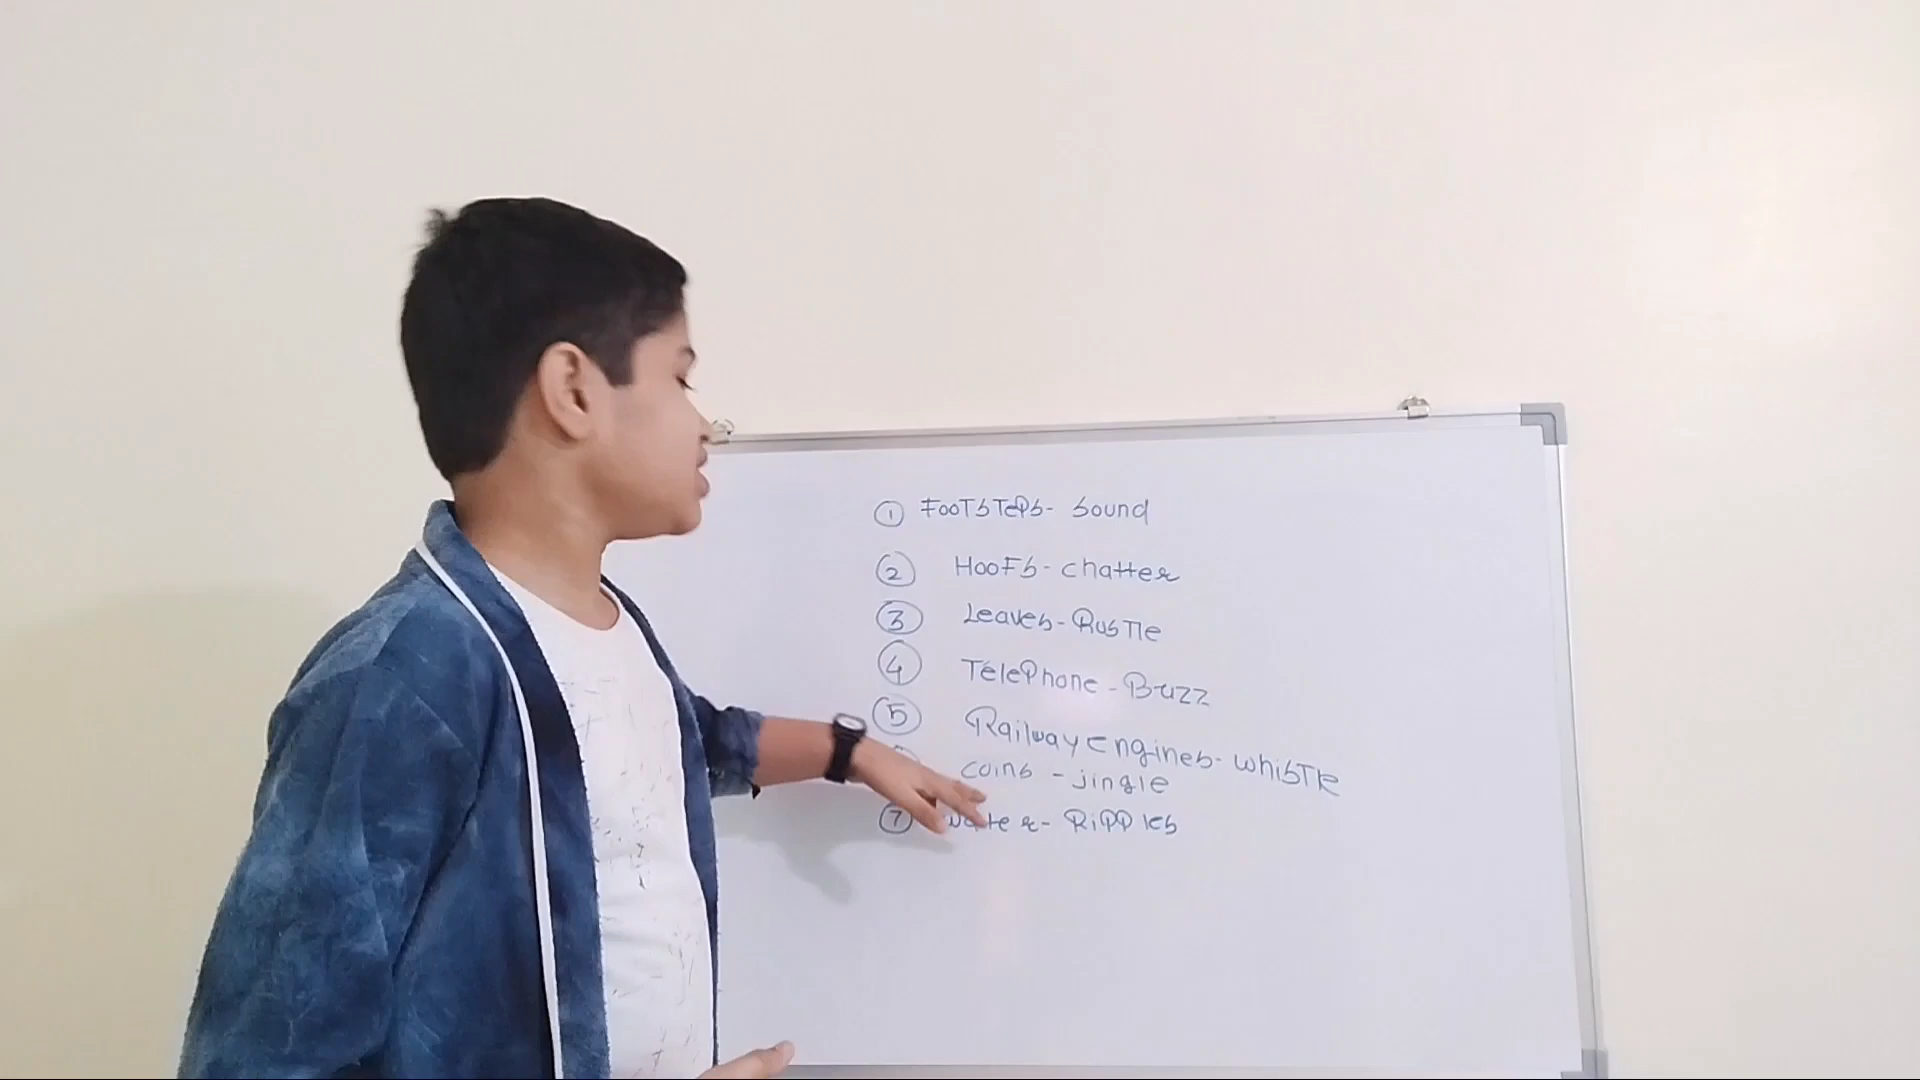 ① FooTsTePs- sound
② HooFs - chatter
③ Leaves - RusTle
④ TelePhone - Buzz
⑤ Railway Engines - whisTle
coins - jingle
⑦ water - RiPPles